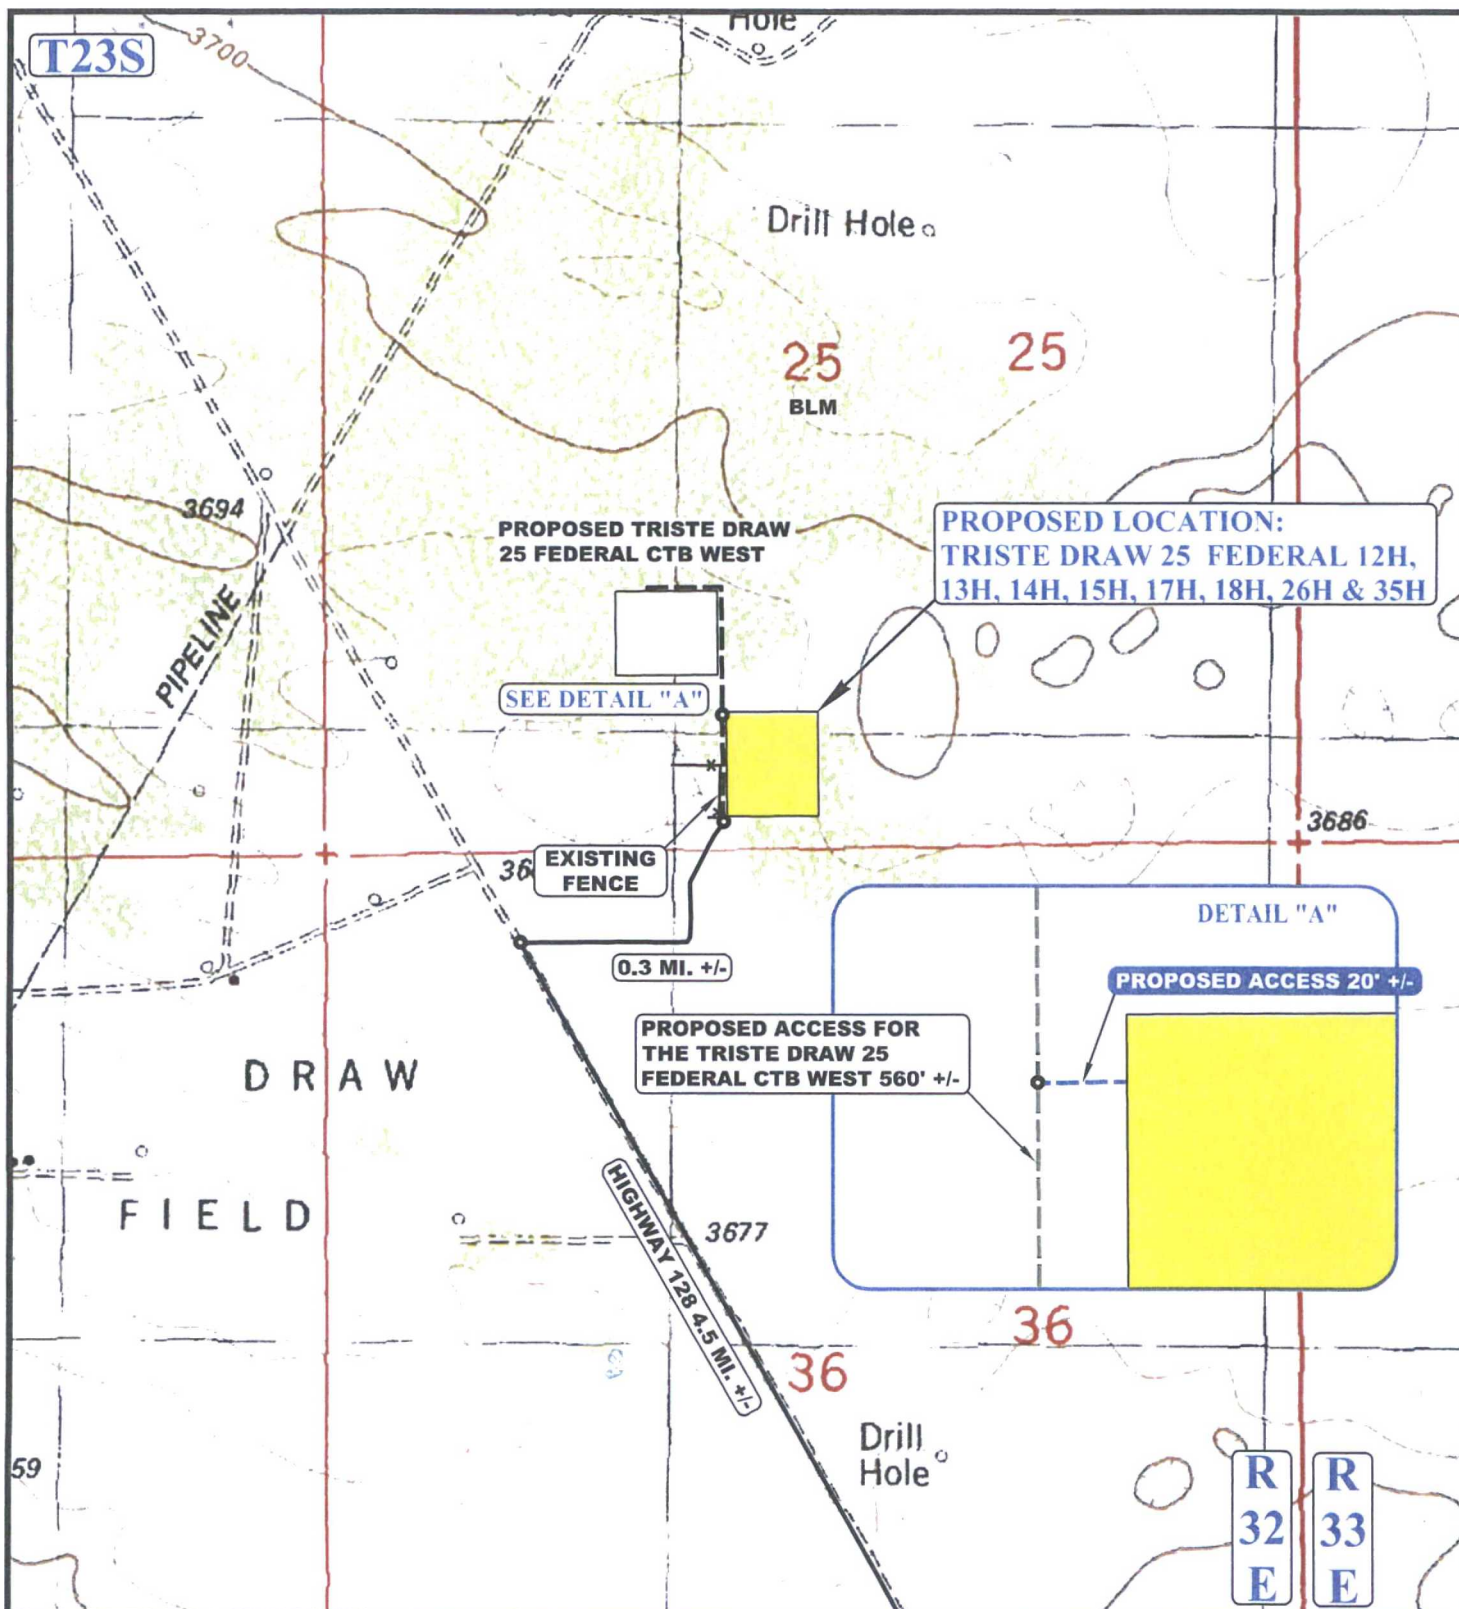 Hole
T23S
3700
Drill Hole
25
25
BLM
3694
PROPOSED TRISTE DRAW
25 FEDERAL CTB WEST
PROPOSED LOCATION:
TRISTE DRAW 25 FEDERAL 12H,
13H, 14H, 15H, 17H, 18H, 26H & 35H
PIPELINE
SEE DETAIL "A"
3686
36
EXISTING
FENCE
DETAIL "A"
0.3 MI. +/-
PROPOSED ACCESS 20' +/-
PROPOSED ACCESS FOR
THE TRISTE DRAW 25
FEDERAL CTB WEST 560' +/-
DRAW
FIELD
HIGHWAY 128 4.5 MI. +/-
3677
36
36
Drill
Hole
59
R
32
E
R
33
E